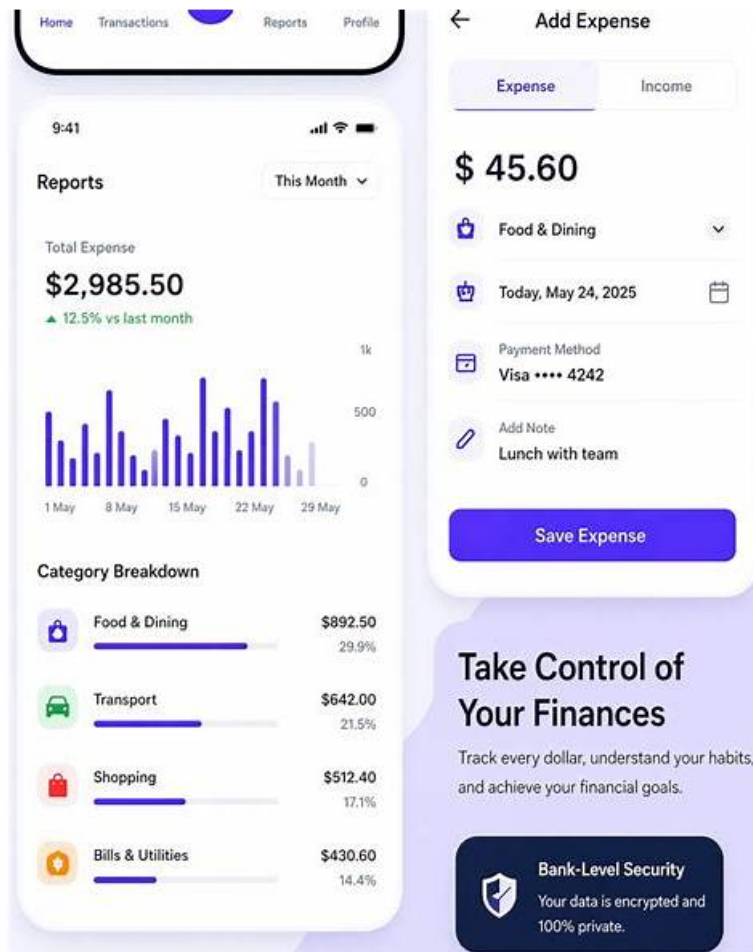 Home Transactions Reports Profile
9:41
Reports
This Month
Total Expense
$2,985.50
▲ 12.5% vs last month
1k
500
0
1 May 8 May 15 May 22 May 29 May
Category Breakdown
Food & Dining $892.50
29.9%
Transport $642.00
21.5%
Shopping $512.40
17.1%
Bills & Utilities $430.60
14.4%
Add Expense
Expense Income
$ 45.60
Food & Dining
Today, May 24, 2025
Payment Method
Visa •••• 4242
Add Note
Lunch with team
Save Expense
Take Control of
Your Finances
Track every dollar, understand your habits,
and achieve your financial goals.
Bank-Level Security
Your data is encrypted and
100% private.